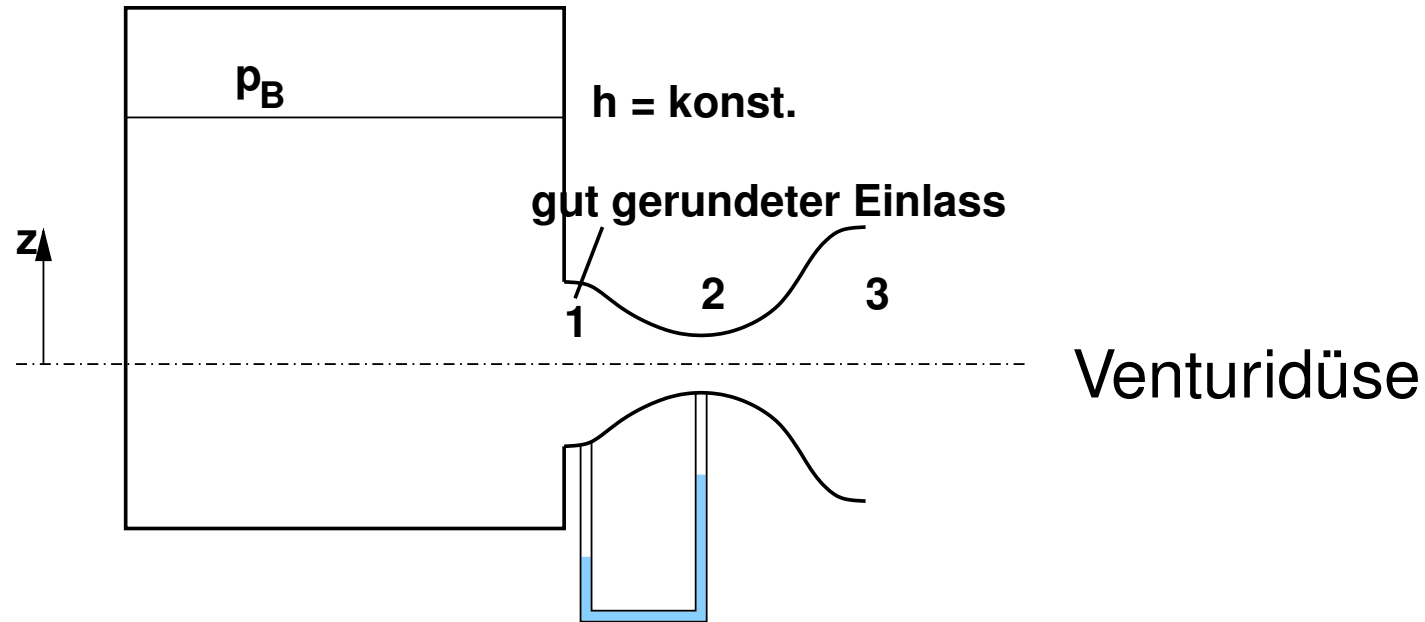 p_B
h = konst.
gut gerundeter Einlass
z
2
3
1
Venturidüse